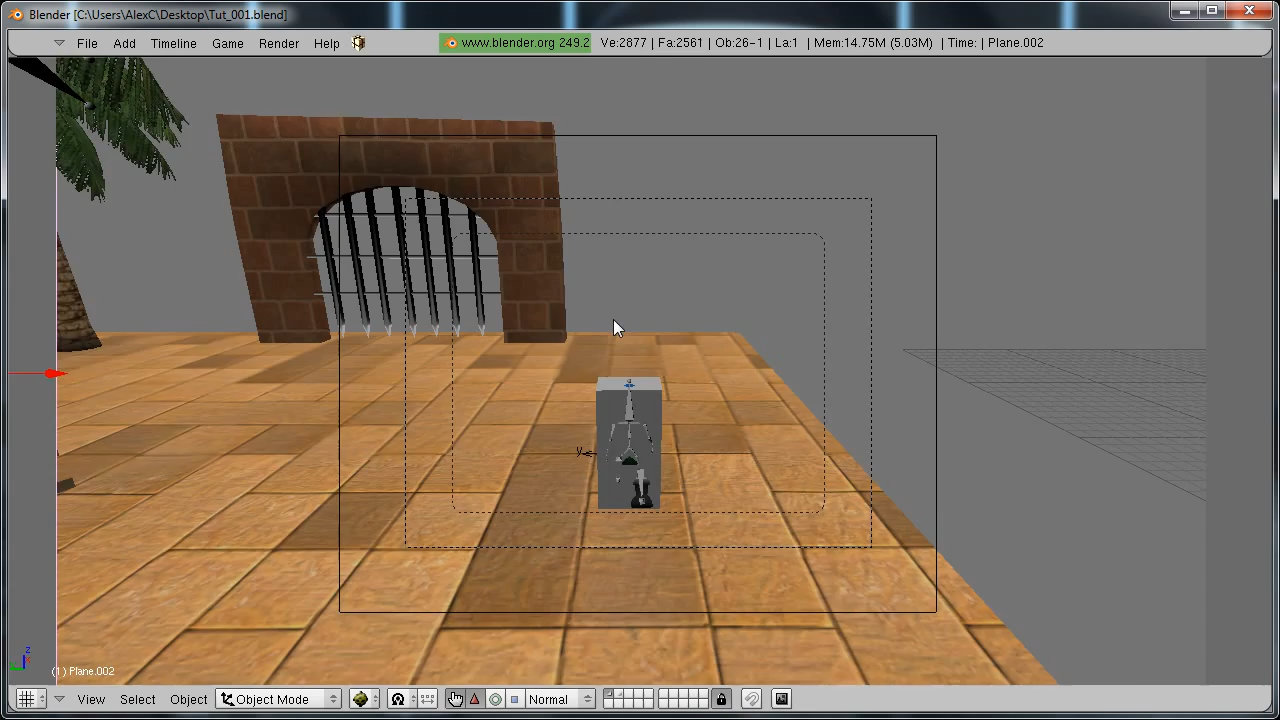 Blender [C:\Users\AlexC\Desktop\Tut_001.blend]
File Add Timeline Game Render Help www.blender.org 249.2 Ve:2877 | Fa:2561 | Ob:26-1 | La:1 | Mem:14.75M (5.03M) | Time: | Plane.002
y
z
(1) Plane.002
View Select Object Object Mode Normal